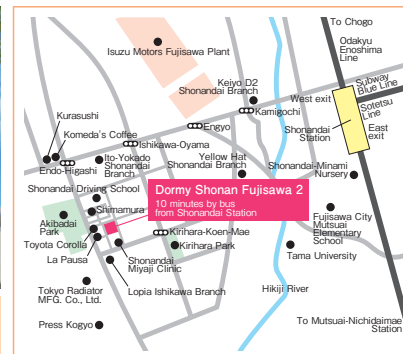 To Chogo
Odakyu
Enoshima
Line
Isuzu Motors Fujisawa Plant
Keiyo D2
Shonandai Branch
West exit
Subway
Blue Line
Kamigochi
Sotetsu
Line
Kurasushi
Engyo
Komeda's Coffee
Ishikawa-Oyama
Shonandai
Station
East
exit
Ito-Yokado
Shonandai
Branch
Endo-Higashi
Yellow Hat
Shonandai Branch
Shonandai-Minami
Nursery
Shonandai Driving School
Dormy Shonan Fujisawa 2
10 minutes by bus
from Shonandai Station
Shimamura
Akibadai
Park
Fujisawa City
Mutsuai
Elementary
School
Toyota Corolla
Kirihara-Koen-Mae
La Pausa
Shonandai
Miyaji Clinic
Kirihara Park
Tama University
Lopia Ishikawa Branch
Tokyo Radiator
MFG. Co., Ltd.
Hikiji River
Press Kogyo
To Mutsuai-Nichidaimae
Station